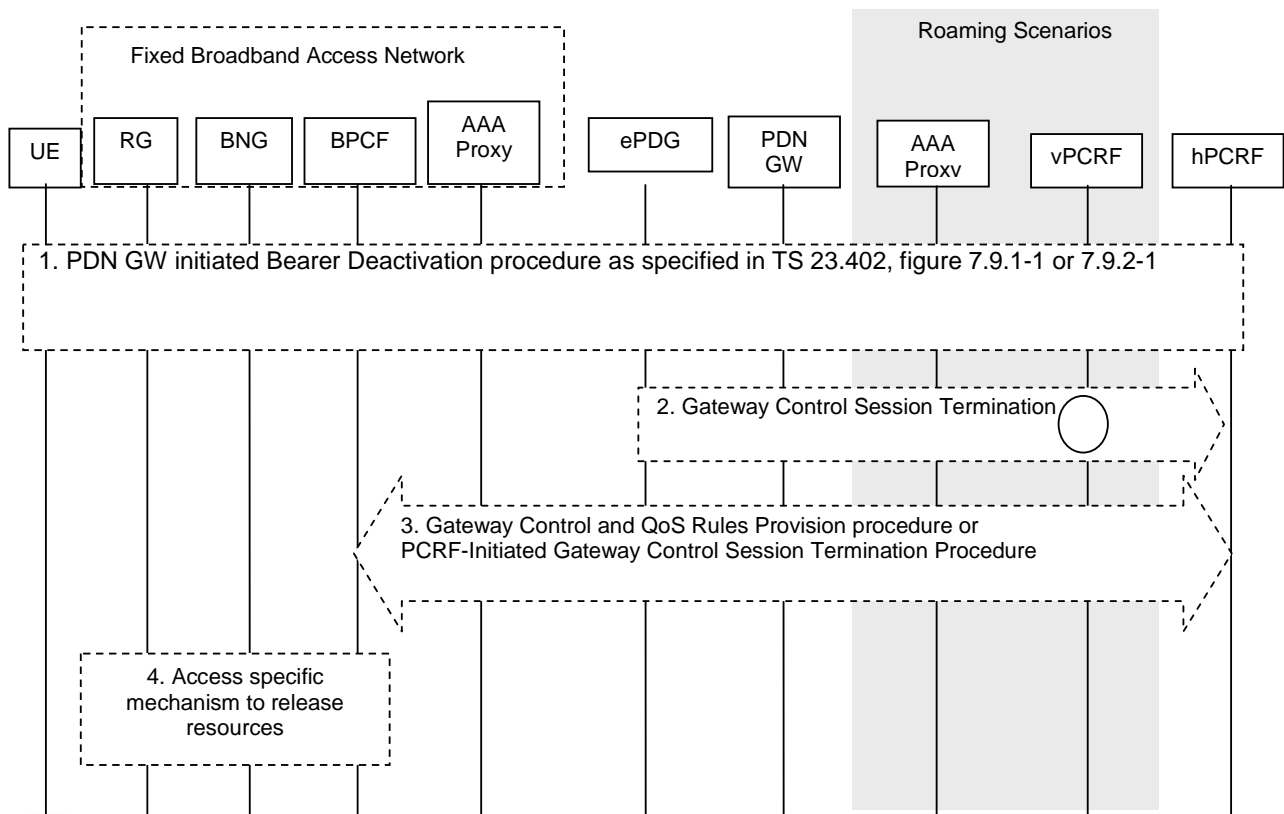 Roaming Scenarios
Fixed Broadband Access Network
UE
RG
BNG
BPCF
AAA
Proxy
ePDG
PDN
GW
AAA
Proxv
vPCRF
hPCRF
1. PDN GW initiated Bearer Deactivation procedure as specified in TS 23.402, figure 7.9.1-1 or 7.9.2-1
2. Gateway Control Session Termination
3. Gateway Control and QoS Rules Provision procedure or
PCRF-Initiated Gateway Control Session Termination Procedure
4. Access specific
mechanism to release
resources